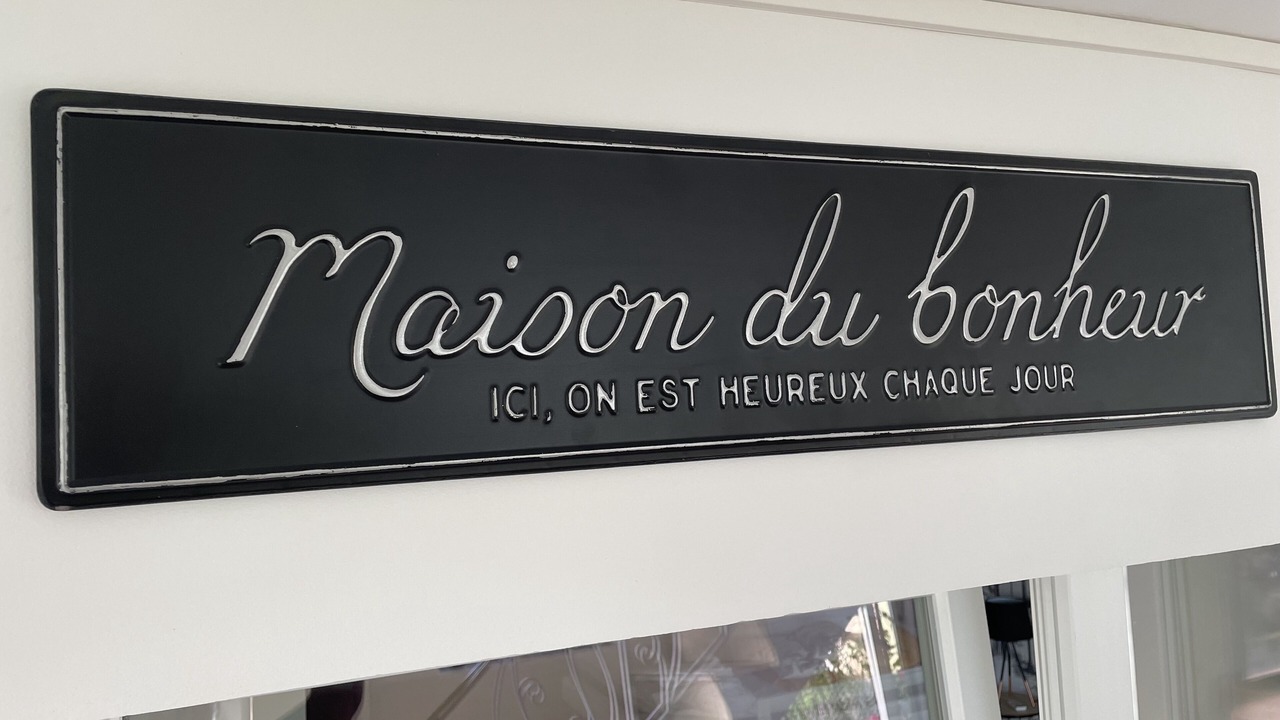 Maison du bonheur
ICI, ON EST HEUREUX CHAQUE JOUR